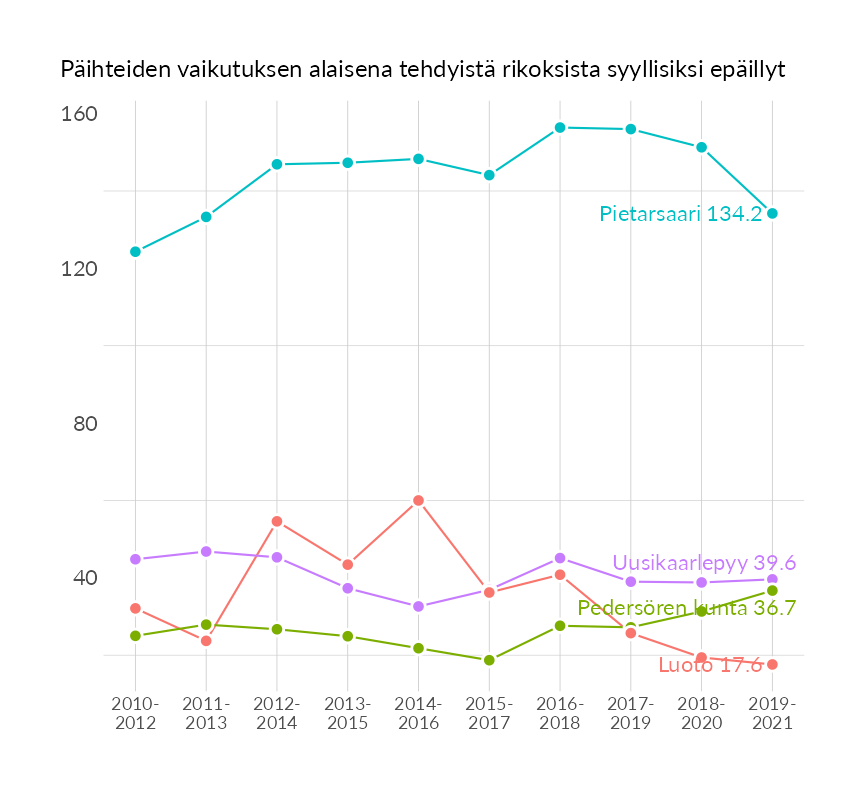 Päihteiden vaikutuksen alaisena tehdyistä rikoksista syyllisiksi epäillyt
160
120
80
40
Pietarsaari 134.2
Uusikaarlepyy 39.6
Pedersören kunta 36.7
Luoto 17.6
2010-2012
2011-2013
2012-2014
2013-2015
2014-2016
2015-2017
2016-2018
2017-2019
2018-2020
2019-2021